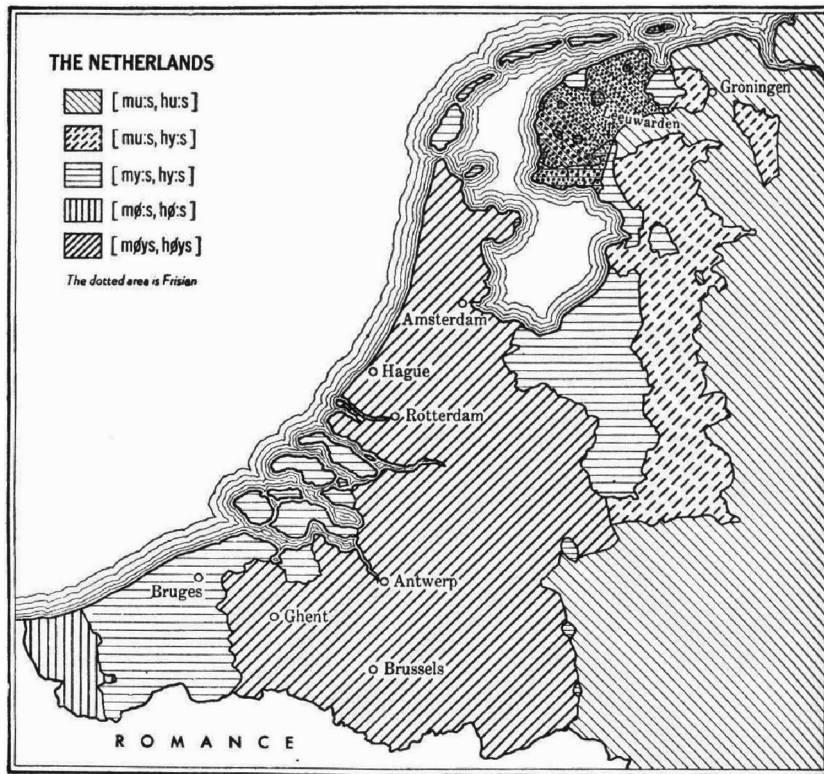 THE NETHERLANDS
[mu:s, hu:s]
[mu:s, hy:s]
[my:s, hy:s]
[mø:s, hø:s]
[møys, høys]
The dotted area is Frisian
Groningen
Leeuwarden
Amsterdam
Hague
Rotterdam
Antwerp
Bruges
Ghent
Brussels
ROMANCE